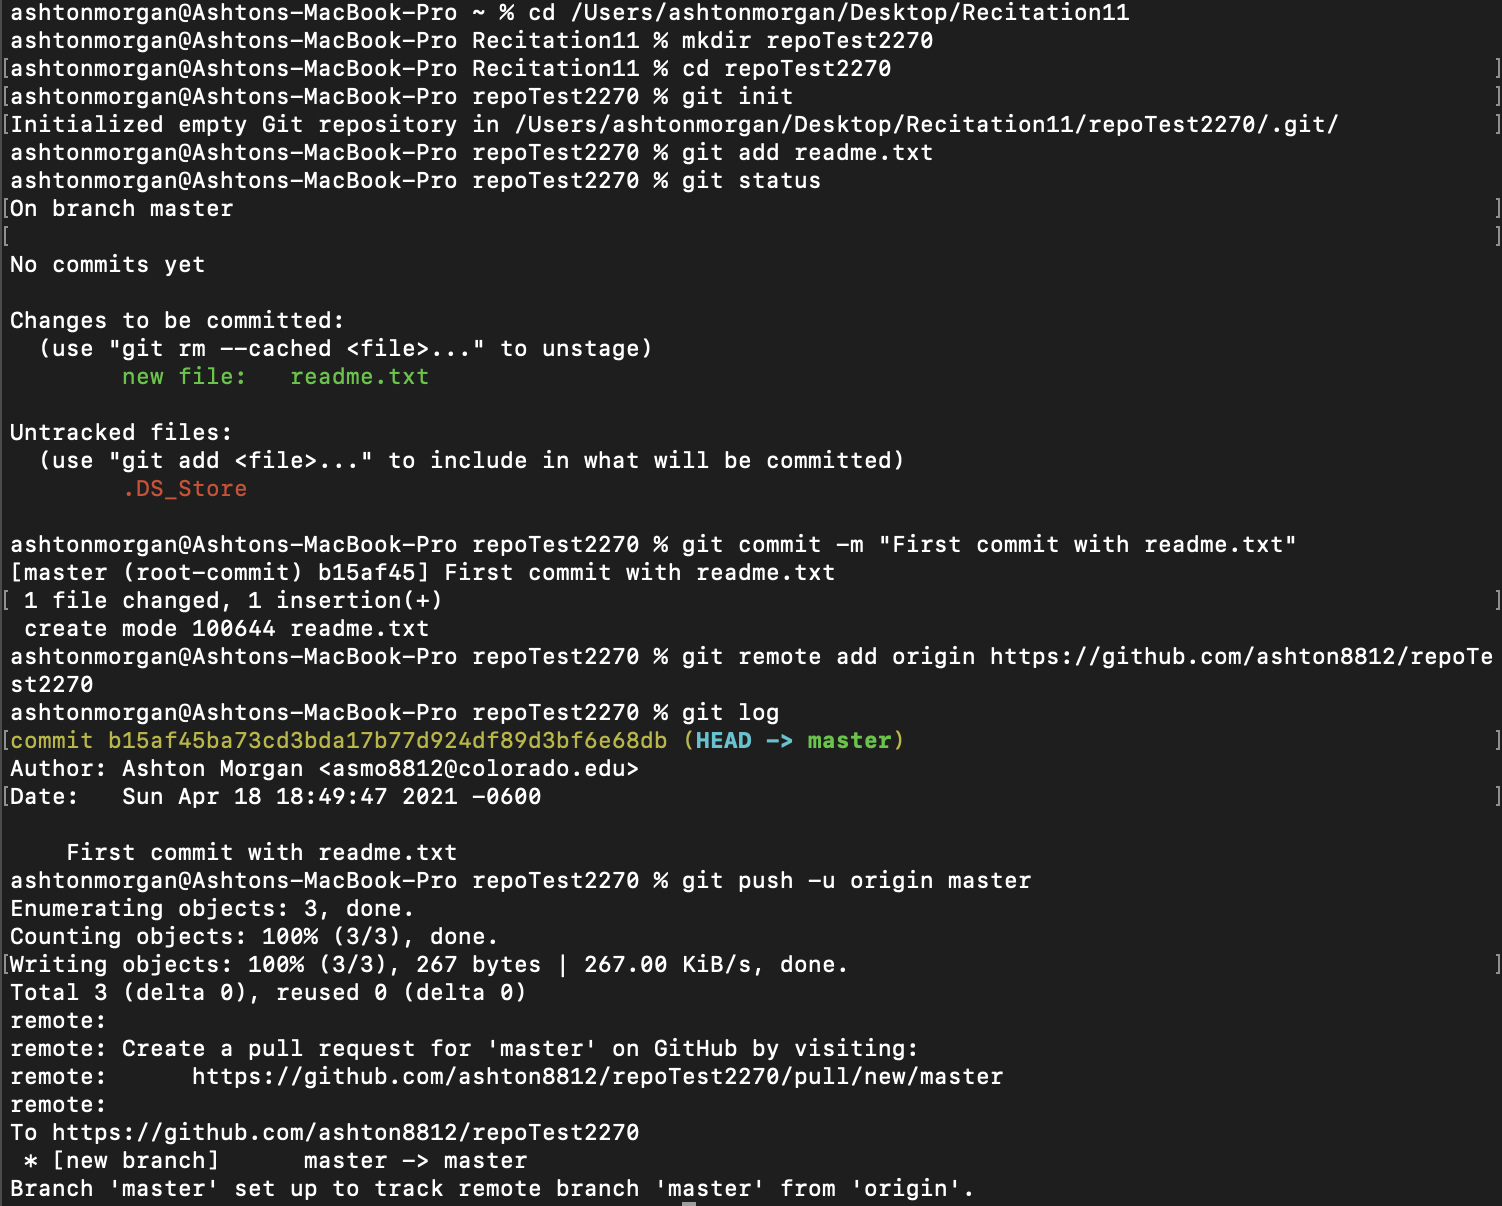 ashtonmorgan@Ashtons-MacBook-Pro ~ % cd /Users/ashtonmorgan/Desktop/Recitation11
ashtonmorgan@Ashtons-MacBook-Pro Recitation11 % mkdir repoTest2270
[ashtonmorgan@Ashtons-MacBook-Pro Recitation11 % cd repoTest2270 ]
[ashtonmorgan@Ashtons-MacBook-Pro repoTest2270 % git init ]
[Initialized empty Git repository in /Users/ashtonmorgan/Desktop/Recitation11/repoTest2270/.git/ ]
ashtonmorgan@Ashtons-MacBook-Pro repoTest2270 % git add readme.txt
ashtonmorgan@Ashtons-MacBook-Pro repoTest2270 % git status
[On branch master ]
[ ]
No commits yet

Changes to be committed:
  (use "git rm --cached <file>..." to unstage)
        new file:   readme.txt

Untracked files:
  (use "git add <file>..." to include in what will be committed)
        .DS_Store

ashtonmorgan@Ashtons-MacBook-Pro repoTest2270 % git commit -m "First commit with readme.txt"
[master (root-commit) b15af45] First commit with readme.txt
[ 1 file changed, 1 insertion(+) ]
 create mode 100644 readme.txt
ashtonmorgan@Ashtons-MacBook-Pro repoTest2270 % git remote add origin https://github.com/ashton8812/repoTe
st2270
ashtonmorgan@Ashtons-MacBook-Pro repoTest2270 % git log
[commit b15af45ba73cd3bda17b77d924df89d3bf6e68db (HEAD -> master) ]
Author: Ashton Morgan <asmo8812@colorado.edu>
[Date:   Sun Apr 18 18:49:47 2021 -0600 ]

    First commit with readme.txt
ashtonmorgan@Ashtons-MacBook-Pro repoTest2270 % git push -u origin master
Enumerating objects: 3, done.
Counting objects: 100% (3/3), done.
[Writing objects: 100% (3/3), 267 bytes | 267.00 KiB/s, done. ]
Total 3 (delta 0), reused 0 (delta 0)
remote:
remote: Create a pull request for 'master' on GitHub by visiting:
remote:      https://github.com/ashton8812/repoTest2270/pull/new/master
remote:
To https://github.com/ashton8812/repoTest2270
 * [new branch]      master -> master
Branch 'master' set up to track remote branch 'master' from 'origin'.